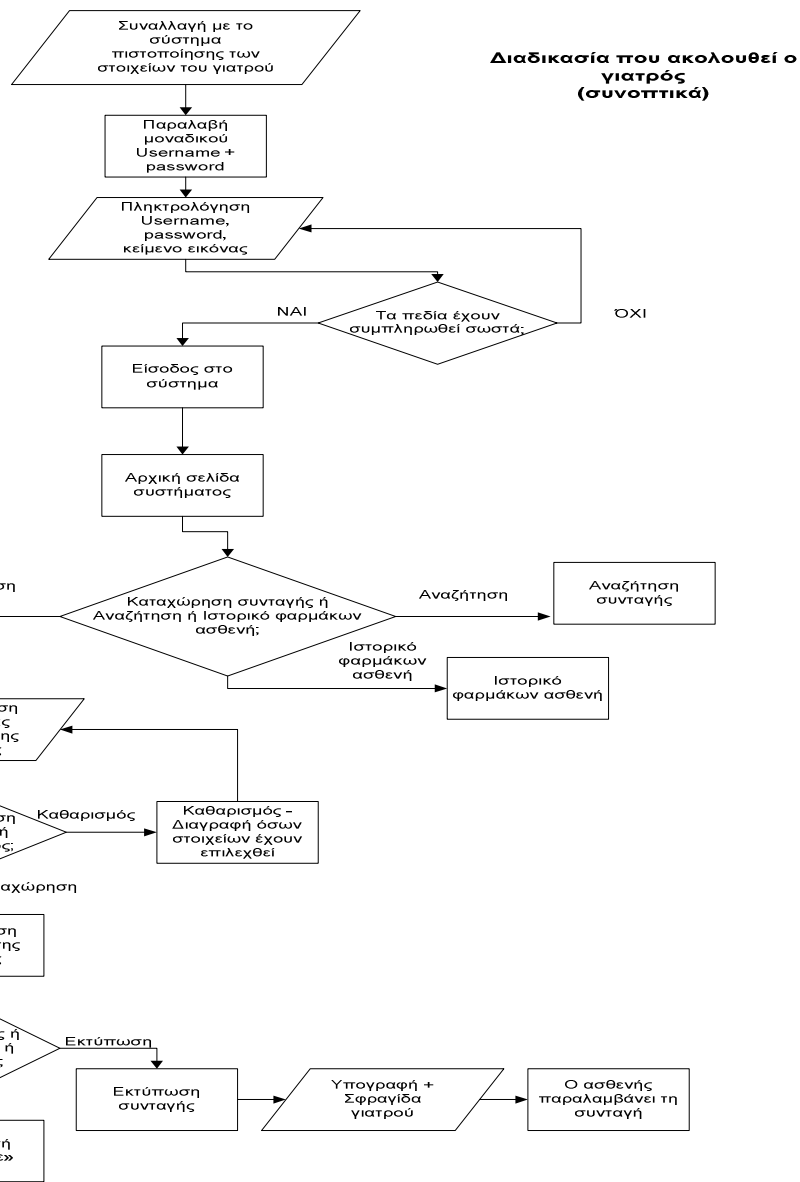 Συναλλαγή με το
σύστημα
πιστοποίησης των
στοιχείων του γιατρού
Διαδικασία που ακολουθεί ο
γιατρός
(συνοπτικά)
Παραλαβή
μοναδικού
Username +
password
Πληκτρολόγηση
Username,
password,
κείμενο εικόνας
Τα πεδία έχουν
συμπληρωθεί σωστά;
ΝΑΙ
ΌΧΙ
Είσοδος στο
σύστημα
Αρχική σελίδα
συστήματος
Καταχώρηση συνταγής ή
Αναζήτηση ή Ιστορικό φαρμάκων
ασθενή;
Αναζήτηση
Αναζήτηση
συνταγής
Ιστορικό
φαρμάκων
ασθενή
Ιστορικό
φαρμάκων ασθενή
Καθαρισμός
Καθαρισμός -
Διαγραφή όσων
στοιχείων έχουν
επιλεχθεί
αχώρηση
ή
Εκτύπωση
Εκτύπωση
συνταγής
Υπογραφή +
Σφραγίδα
γιατρού
Ο ασθενής
παραλαμβάνει τη
συνταγή